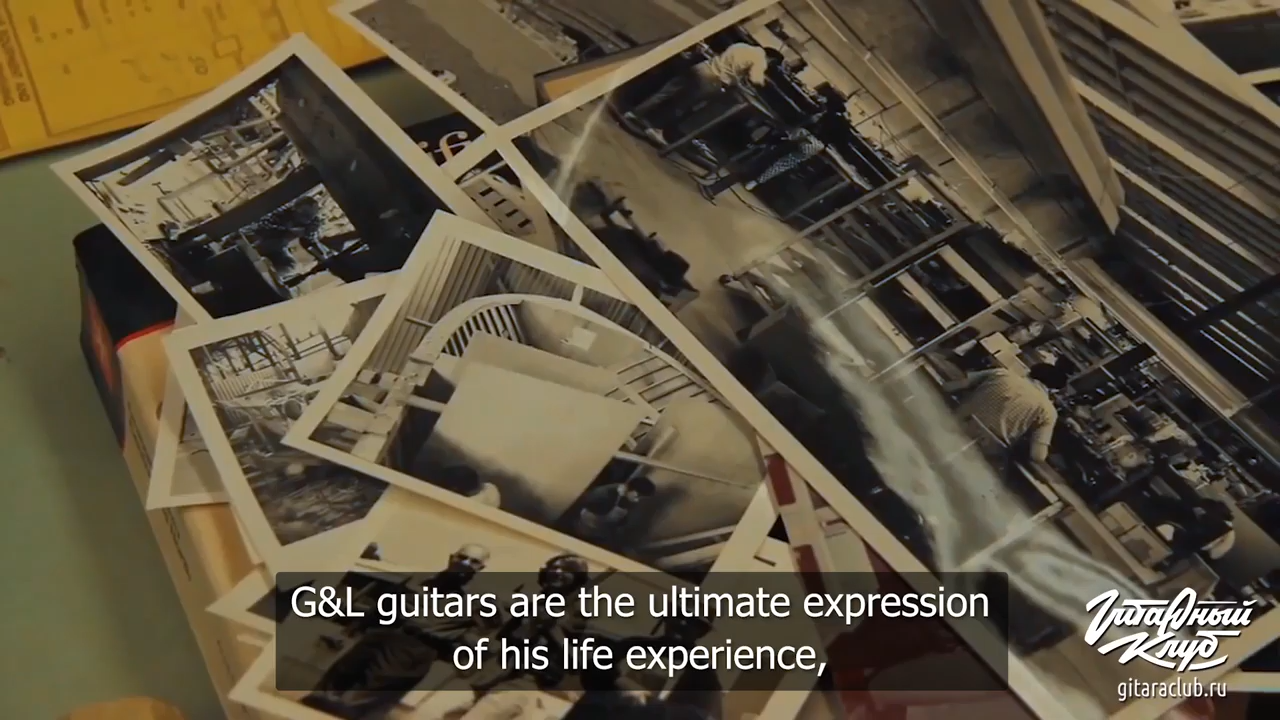 G&L guitars are the ultimate expression
of his life experience,
Гитарный
Клуб
gitaraclub.ru